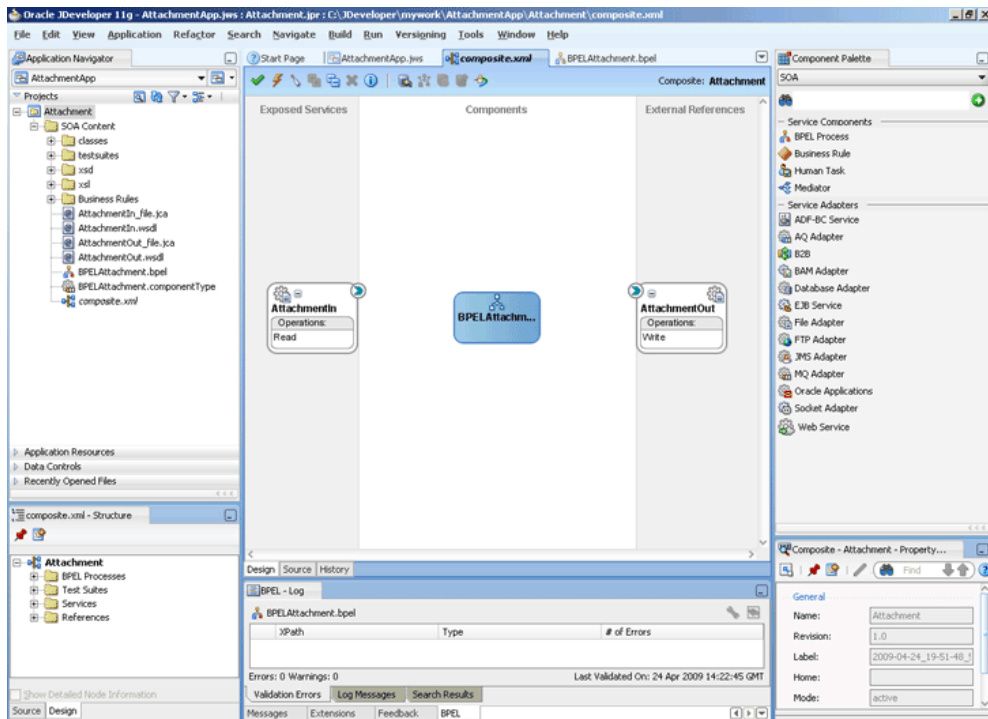 Oracle JDeveloper 11g - AttachmentApp.jws : Attachment.jpr : C:\JDeveloper\mywork\AttachmentApp\Attachment\composite.xml
File Edit View Application Refactor Search Navigate Build Run Versioning Tools Window Help
Application Navigator
AttachmentApp
Projects
Attachment
SOA Content
classes
testsuites
xsd
xsl
Business Rules
AttachmentIn_file.jca
AttachmentIn.wsdl
AttachmentOut_file.jca
AttachmentOut.wsdl
BPELAttachment.bpel
BPELAttachment.componentType
composite.xml
Application Resources
Data Controls
Recently Opened Files
composite.xml - Structure
Attachment
BPEL Processes
Test Suites
Services
References
Show Detailed Node Information
Source Design
Start Page AttachmentApp.jws composite.xml BPELAttachment.bpel
Composite: Attachment
Exposed Services Components External References
AttachmentIn
Operations:
Read
BPELAttachm...
AttachmentOut
Operations:
Write
Design Source History
BPEL - Log
BPELAttachment.bpel
XPath Type # of Errors
Errors: 0 Warnings: 0 Last Validated On: 24 Apr 2009 14:22:45 GMT
Validation Errors Log Messages Search Results
Messages Extensions Feedback BPEL
Component Palette
SOA
Service Components
BPEL Process
Business Rule
Human Task
Mediator
Service Adapters
ADF-BC Service
AQ Adapter
B2B
BAM Adapter
Database Adapter
EJB Service
File Adapter
FTP Adapter
JMS Adapter
MQ Adapter
Oracle Applications
Socket Adapter
Web Service
Composite - Attachment - Property...
Find
General
Name: Attachment
Revision: 1.0
Label: 2009-04-24_19-51-48_
Home:
Mode: active